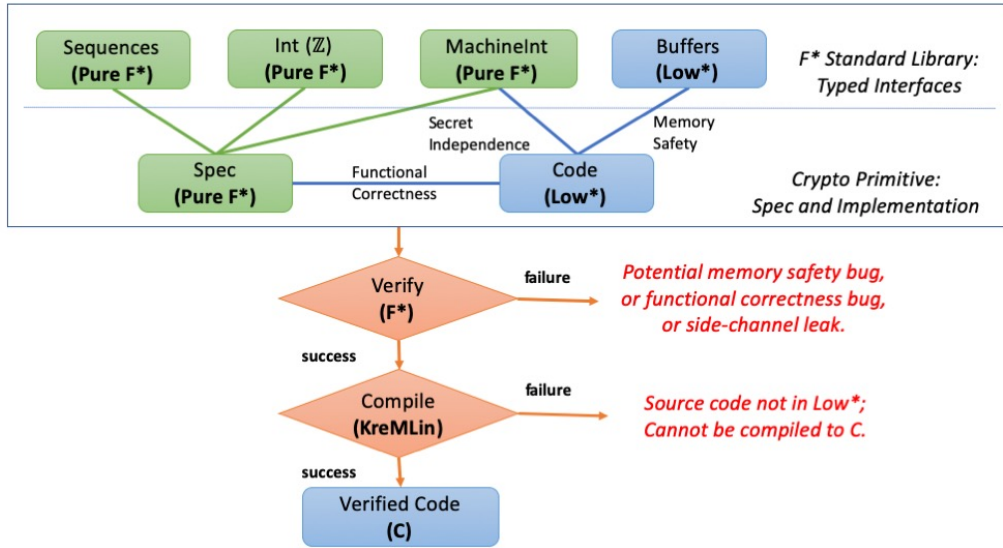 Sequences
(Pure F*)
Int (ℤ)
(Pure F*)
MachineInt
(Pure F*)
Buffers
(Low*)
F* Standard Library:
Typed Interfaces
Secret
Independence
Memory
Safety
Spec
(Pure F*)
Functional
Correctness
Code
(Low*)
Crypto Primitive:
Spec and Implementation
Verify
(F*)
failure
Potential memory safety bug,
or functional correctness bug,
or side-channel leak.
success
Compile
(KreMLin)
failure
Source code not in Low*;
Cannot be compiled to C.
success
Verified Code
(C)